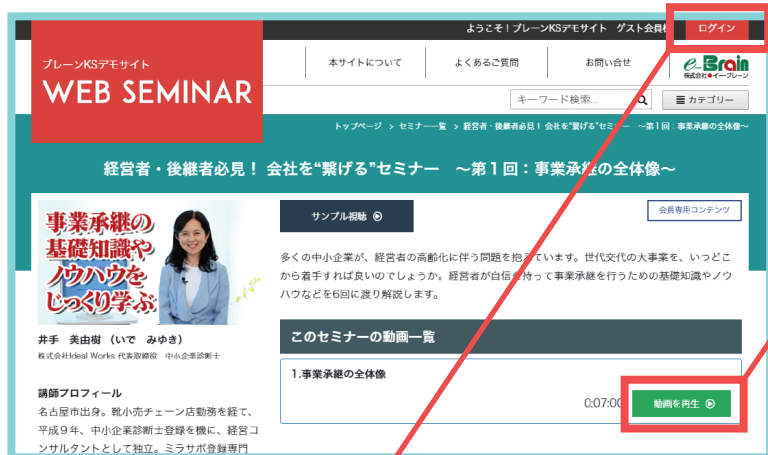 ようこそ！ブレーンKSデモサイト ゲスト会員様
ログイン
ブレーンKSデモサイト
WEB SEMINAR
本サイトについて
よくあるご質問
お問い合せ
e-Brain
株式会社●イーブレーン
キーワード検索...
カテゴリー
トップページ > セミナー一覧 > 経営者・後継者必見！会社を“繋げる”セミナー ～第1回：事業承継の全体像～
経営者・後継者必見！ 会社を“繋げる”セミナー ～第１回：事業承継の全体像～
事業承継の
基礎知識や
ノウハウを
じっくり学ぶ
サンプル視聴
会員専用コンテンツ
多くの中小企業が、経営者の高齢化に伴う問題を抱えています。世代交代の大事業を、いつどこ
から着手すれば良いのでしょうか。経営者が自信を持って事業承継を行うための基礎知識やノウ
ハウなどを6回に渡り解説します。
井手 美由樹 （いで みゆき）
株式会社Ideal Works 代表取締役 中小企業診断士
このセミナーの動画一覧
1.事業承継の全体像
0:07:00
動画を再生
講師プロフィール
名古屋市出身。靴小売チェーン店勤務を経て、
平成９年、中小企業診断士登録を機に、経営コ
ンサルタントとして独立。ミラサポ登録専門